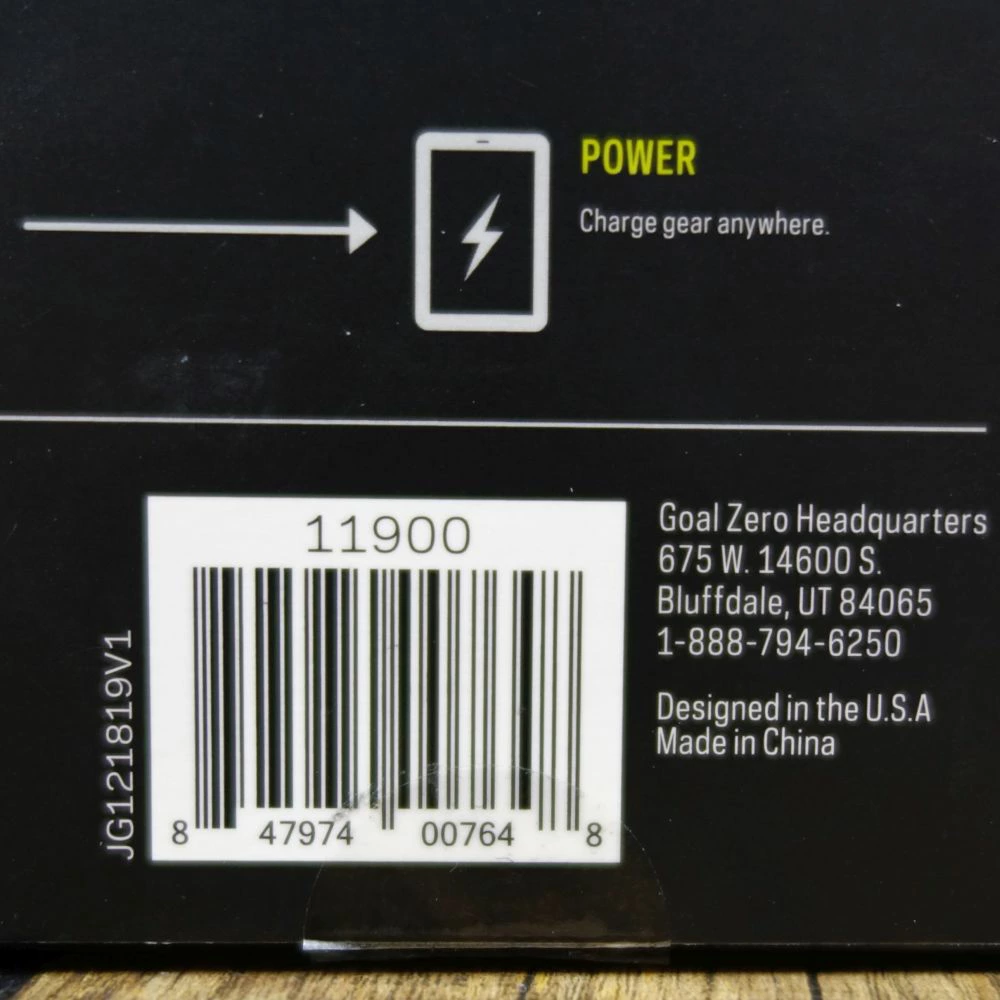 POWER
Charge gear anywhere.
11900
8 47974 00764 8
JG121819V1
Goal Zero Headquarters
675 W. 14600 S.
Bluffdale, UT 84065
1-888-794-6250
Designed in the U.S.A
Made in China